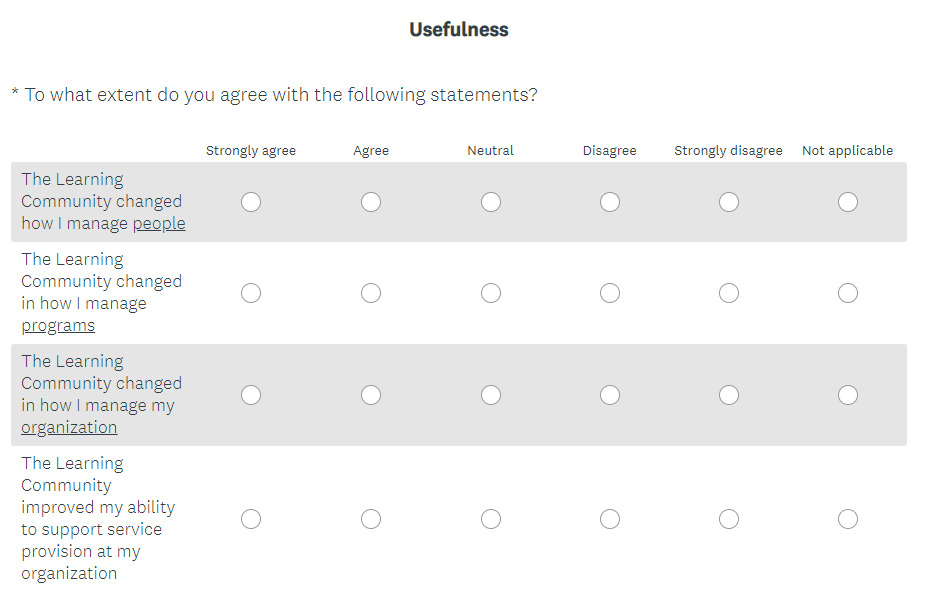 Usefulness
* To what extent do you agree with the following statements?
Strongly agree Agree Neutral Disagree Strongly disagree Not applicable
The Learning
Community changed
how I manage people
The Learning
Community changed
in how I manage
programs
The Learning
Community changed
in how I manage my
organization
The Learning
Community
improved my ability
to support service
provision at my
organization